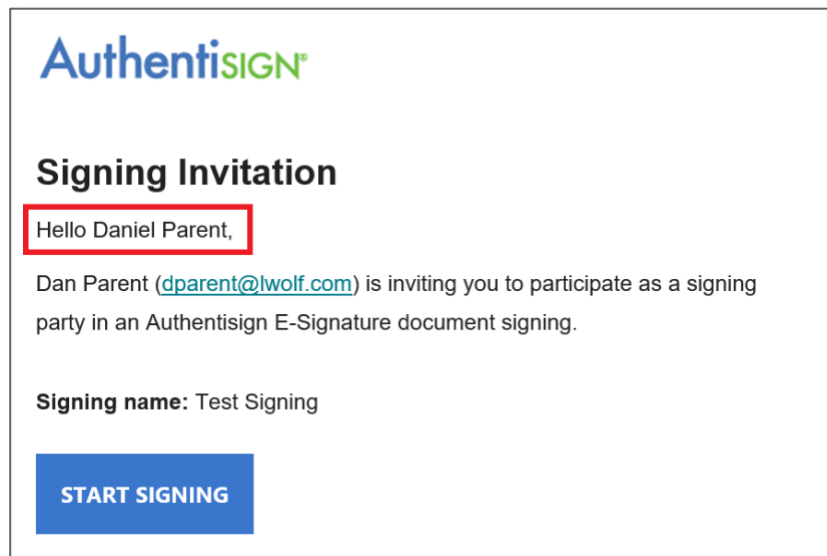 AuthentiSIGN®
Signing Invitation
Hello Daniel Parent,
Dan Parent (dparent@lwolf.com) is inviting you to participate as a signing
party in an Authentisign E-Signature document signing.
Signing name: Test Signing
START SIGNING